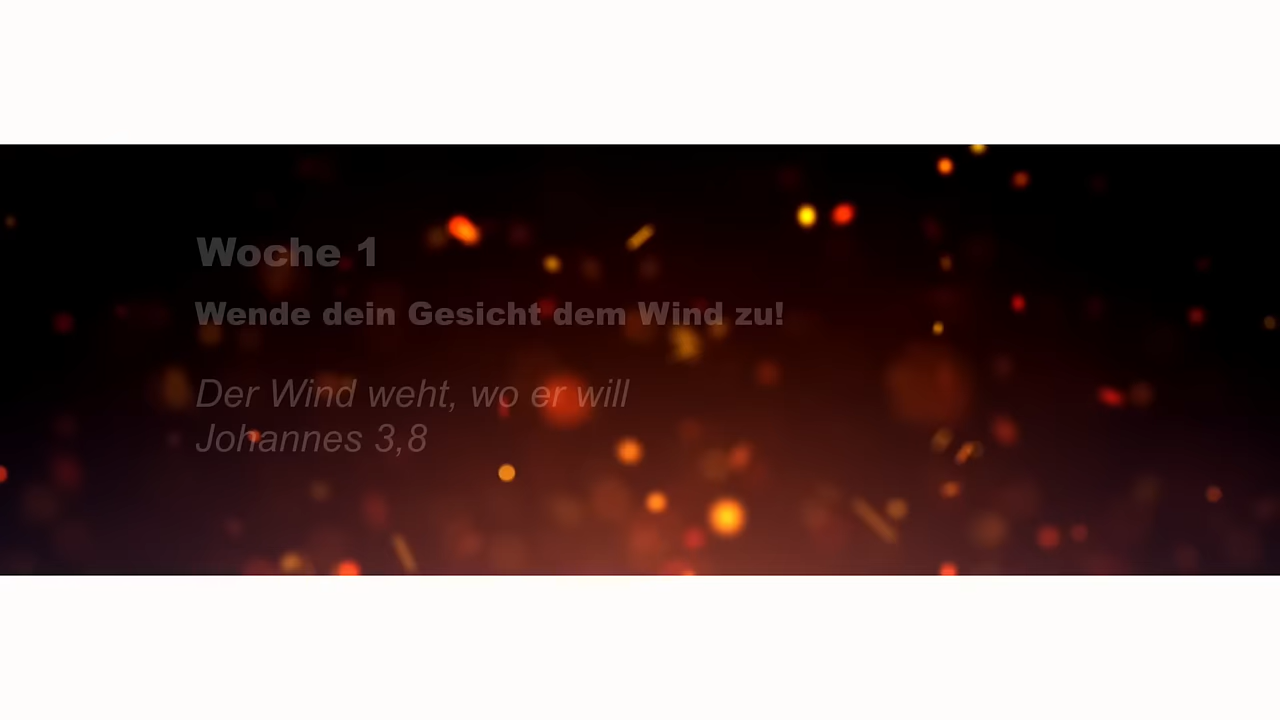 Woche 1
Wende dein Gesicht dem Wind zu!
Der Wind weht, wo er will
Johannes 3,8